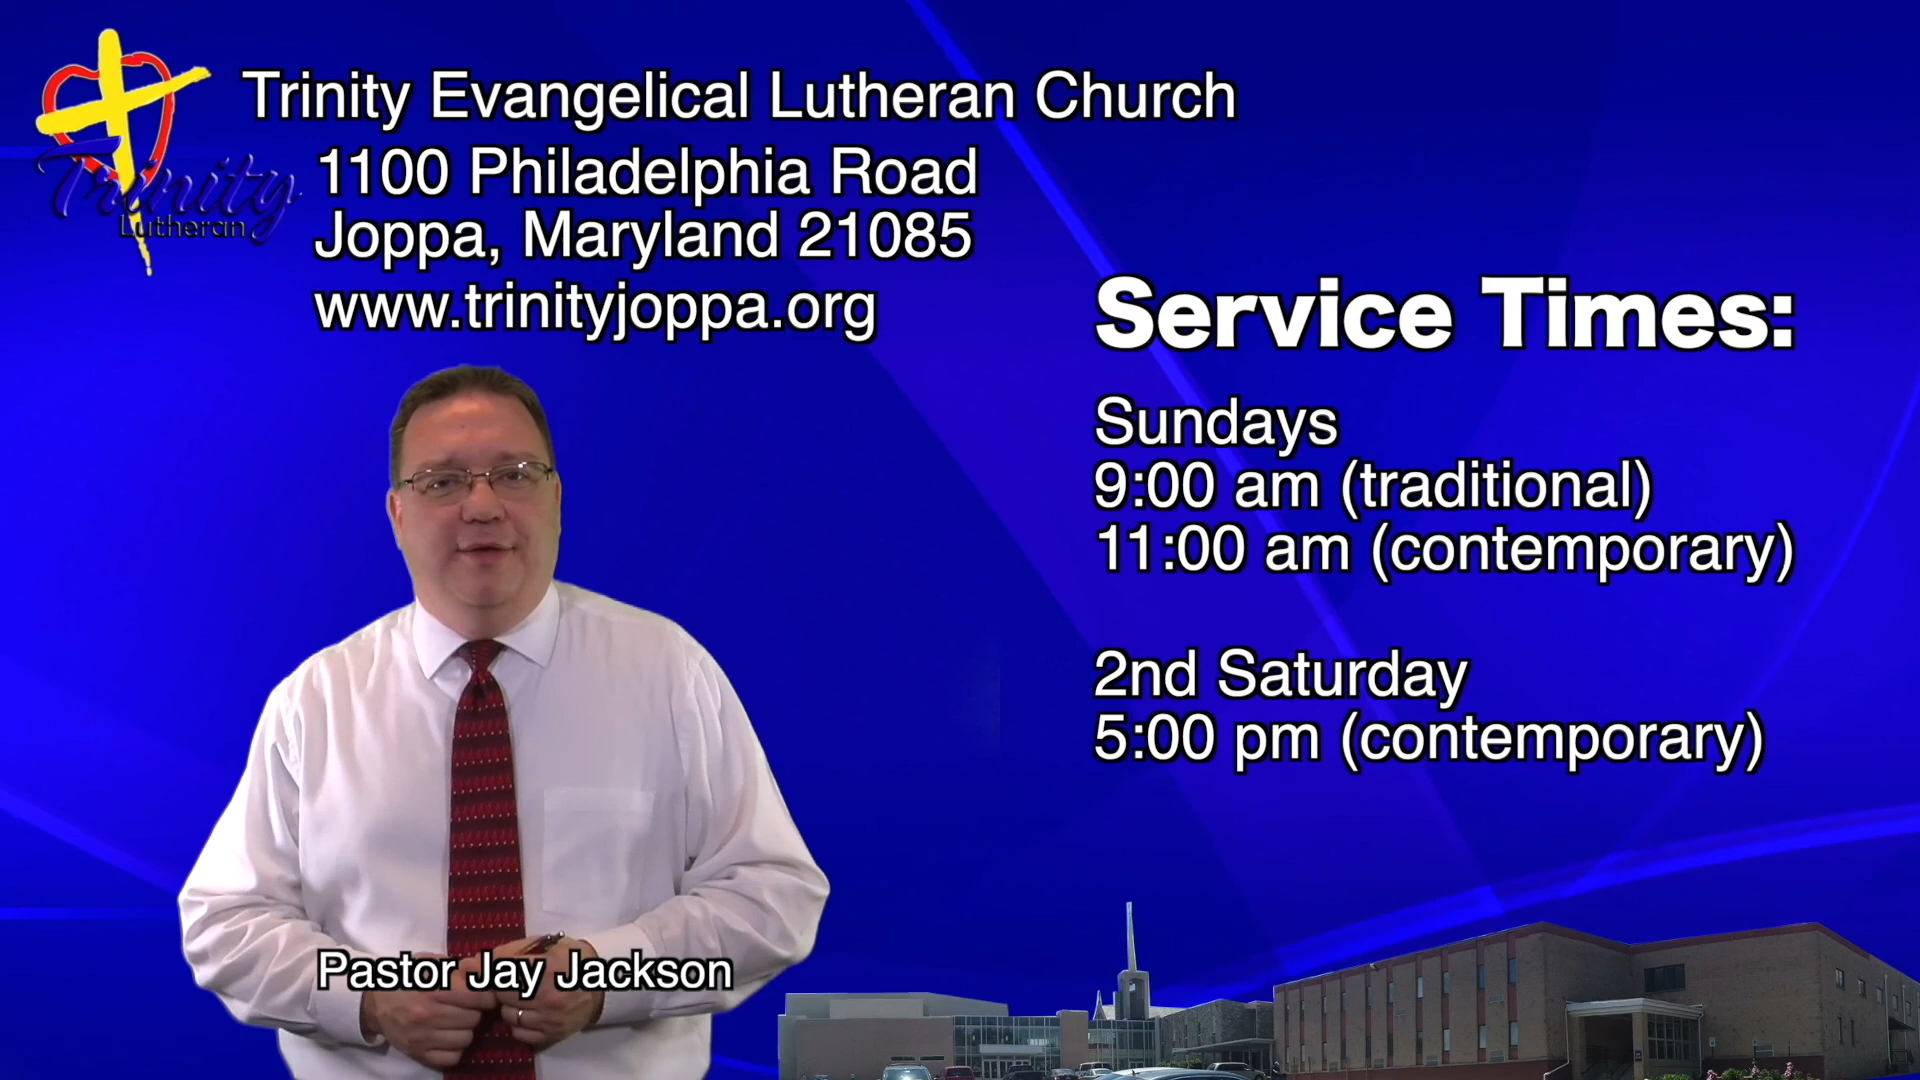 Trinity
Lutheran
Trinity Evangelical Lutheran Church
1100 Philadelphia Road
Joppa, Maryland 21085
www.trinityjoppa.org
Service Times:
Sundays
9:00 am (traditional)
11:00 am (contemporary)
2nd Saturday
5:00 pm (contemporary)
Pastor Jay Jackson